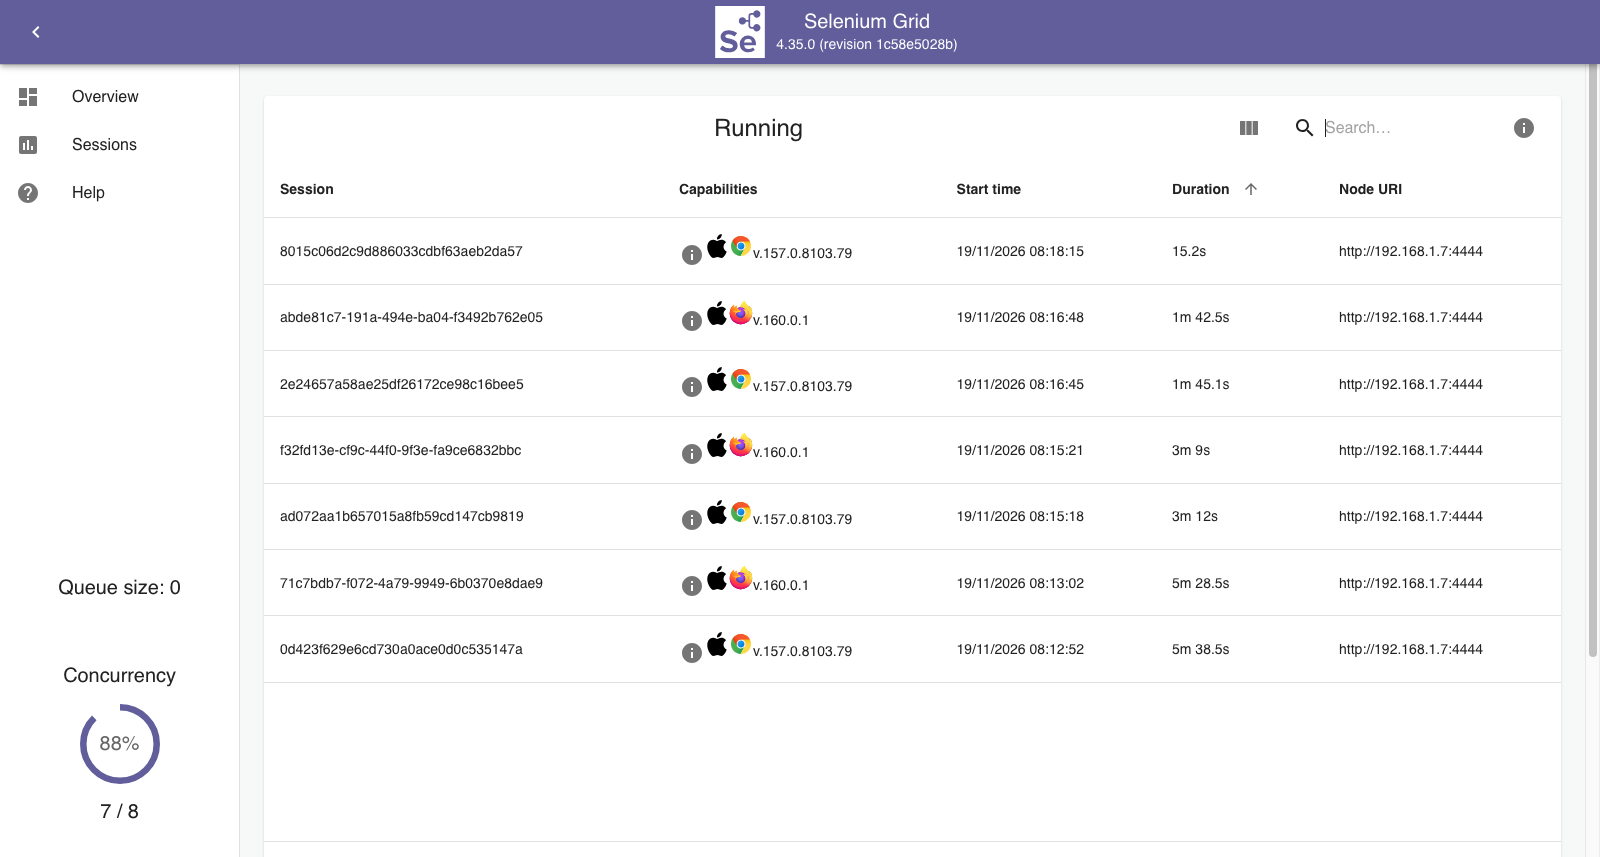 Se
Selenium Grid
4.35.0 (revision 1c58e5028b)
Overview
Sessions
Help
Queue size: 0
Concurrency
88%
7 / 8
Running
Search…
Session Capabilities Start time Duration Node URI
8015c06d2c9d886033cdbf63aeb2da57 v.157.0.8103.79 19/11/2026 08:18:15 15.2s http://192.168.1.7:4444
abde81c7-191a-494e-ba04-f3492b762e05 v.160.0.1 19/11/2026 08:16:48 1m 42.5s http://192.168.1.7:4444
2e24657a58ae25df26172ce98c16bee5 v.157.0.8103.79 19/11/2026 08:16:45 1m 45.1s http://192.168.1.7:4444
f32fd13e-cf9c-44f0-9f3e-fa9ce6832bbc v.160.0.1 19/11/2026 08:15:21 3m 9s http://192.168.1.7:4444
ad072aa1b657015a8fb59cd147cb9819 v.157.0.8103.79 19/11/2026 08:15:18 3m 12s http://192.168.1.7:4444
71c7bdb7-f072-4a79-9949-6b0370e8dae9 v.160.0.1 19/11/2026 08:13:02 5m 28.5s http://192.168.1.7:4444
0d423f629e6cd730a0ace0d0c535147a v.157.0.8103.79 19/11/2026 08:12:52 5m 38.5s http://192.168.1.7:4444